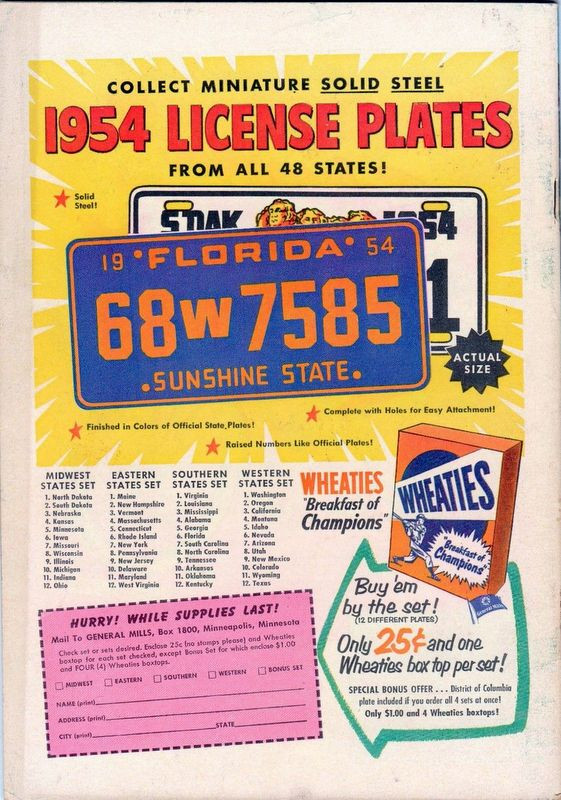 COLLECT MINIATURE SOLID STEEL
1954 LICENSE PLATES
FROM ALL 48 STATES!
Solid
Steel!
S·DAK 1954
1
19 • FLORIDA • 54
68W7585
• SUNSHINE STATE •
ACTUAL
SIZE
Complete with Holes for Easy Attachment!
Finished in Colors of Official State Plates!
Raised Numbers Like Official Plates!
MIDWEST
STATES SET
1. North Dakota
2. South Dakota
3. Nebraska
4. Kansas
5. Minnesota
6. Iowa
7. Missouri
8. Wisconsin
9. Illinois
10. Michigan
11. Indiana
12. Ohio
EASTERN
STATES SET
1. Maine
2. New Hampshire
3. Vermont
4. Massachusetts
5. Connecticut
6. Rhode Island
7. New York
8. Pennsylvania
9. New Jersey
10. Delaware
11. Maryland
12. West Virginia
SOUTHERN
STATES SET
1. Virginia
2. Louisiana
3. Mississippi
4. Alabama
5. Georgia
6. Florida
7. South Carolina
8. North Carolina
9. Tennessee
10. Arkansas
11. Oklahoma
12. Kentucky
WESTERN
STATES SET
1. Washington
2. Oregon
3. California
4. Montana
5. Idaho
6. Nevada
7. Arizona
8. Utah
9. New Mexico
10. Colorado
11. Wyoming
12. Texas
WHEATIES
"Breakfast of
Champions"
WHEATIES
"Breakfast of
Champions"
Buy 'em
by the set!
(12 DIFFERENT PLATES)
Only 25¢ and one
Wheaties box top per set!
SPECIAL BONUS OFFER . . . District of Columbia
plate included if you order all 4 sets at once!
Only $1.00 and 4 Wheaties boxtops!
HURRY! WHILE SUPPLIES LAST!
Mail To GENERAL MILLS, Box 1800, Minneapolis, Minnesota
Check set or sets desired. Enclose 25c (no stamps please) and Wheaties
boxtop for each set checked, except Bonus Set for which enclose $1.00
and FOUR (4) Wheaties boxtops.
MIDWEST EASTERN SOUTHERN WESTERN BONUS SET
NAME (print)
ADDRESS (print)
CITY (print) STATE